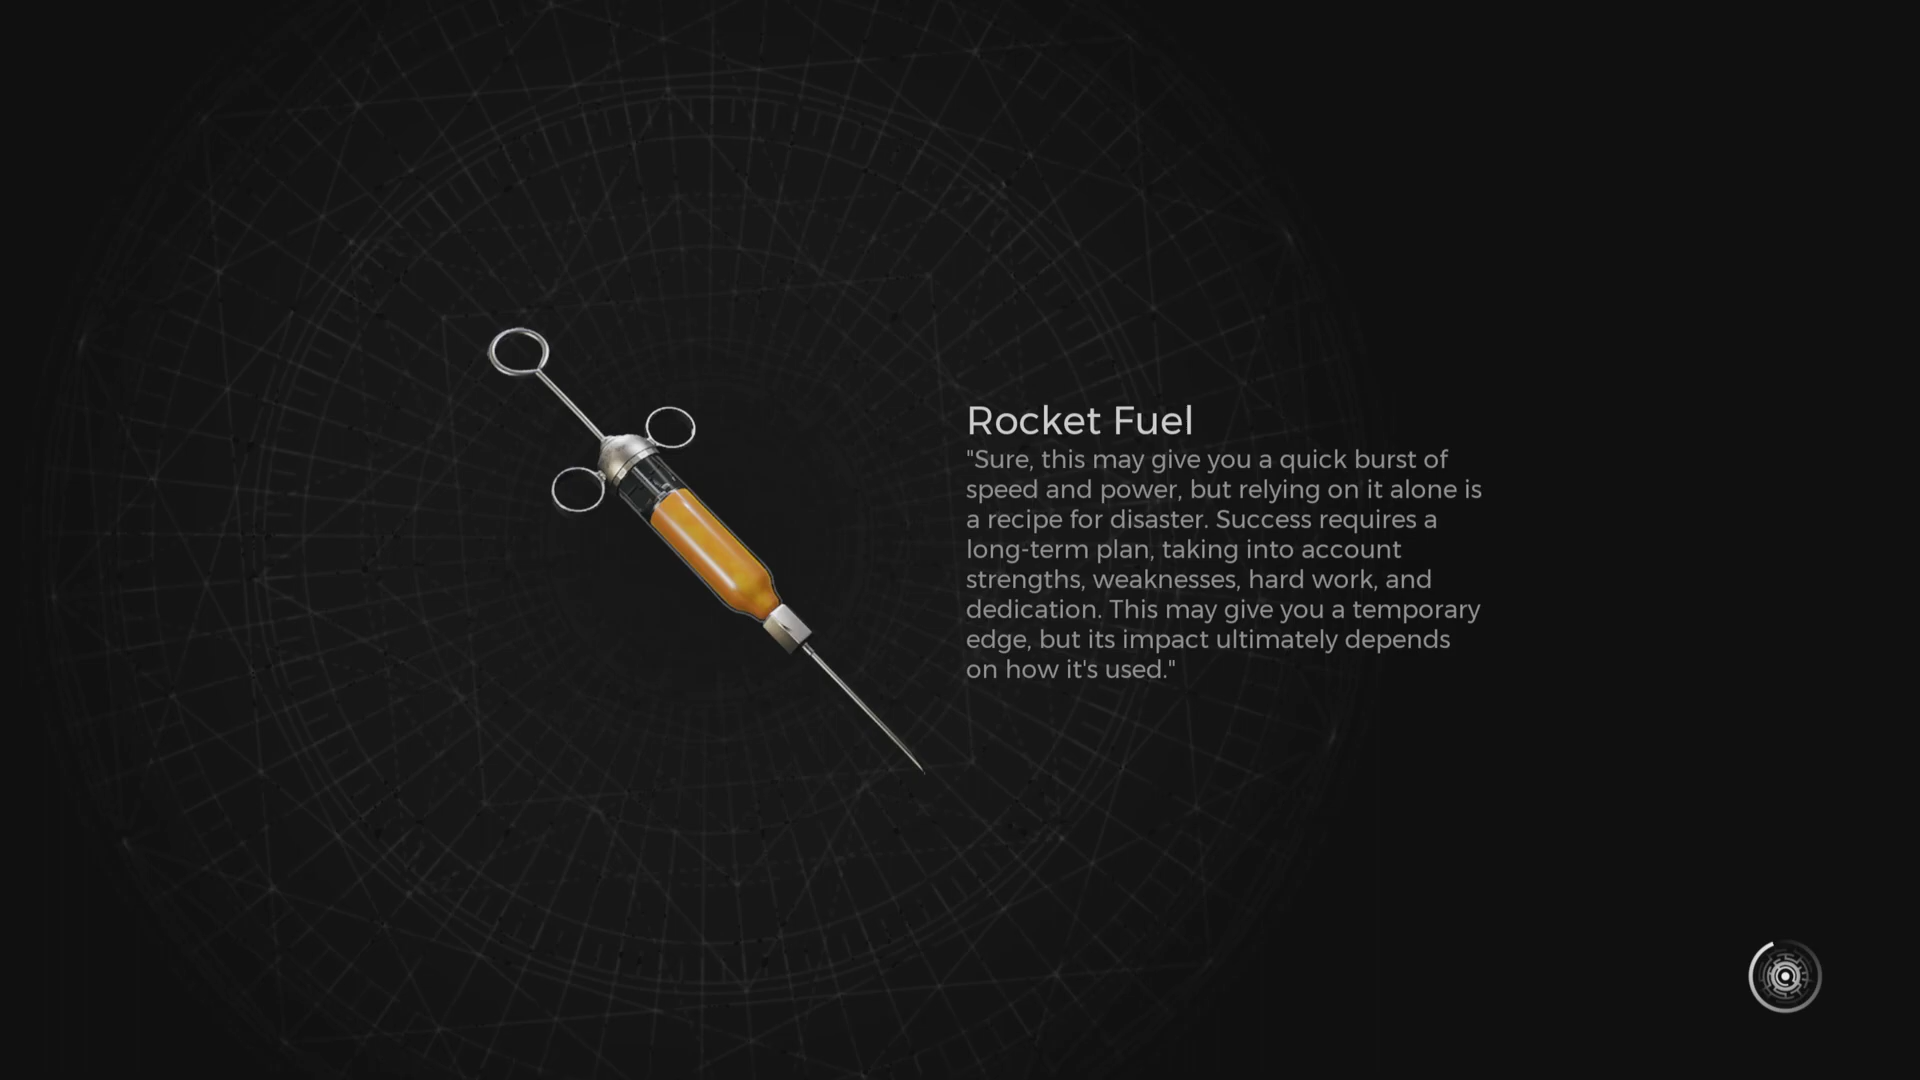 Rocket Fuel
"Sure, this may give you a quick burst of
speed and power, but relying on it alone is
a recipe for disaster. Success requires a
long-term plan, taking into account
strengths, weaknesses, hard work, and
dedication. This may give you a temporary
edge, but its impact ultimately depends
on how it's used."